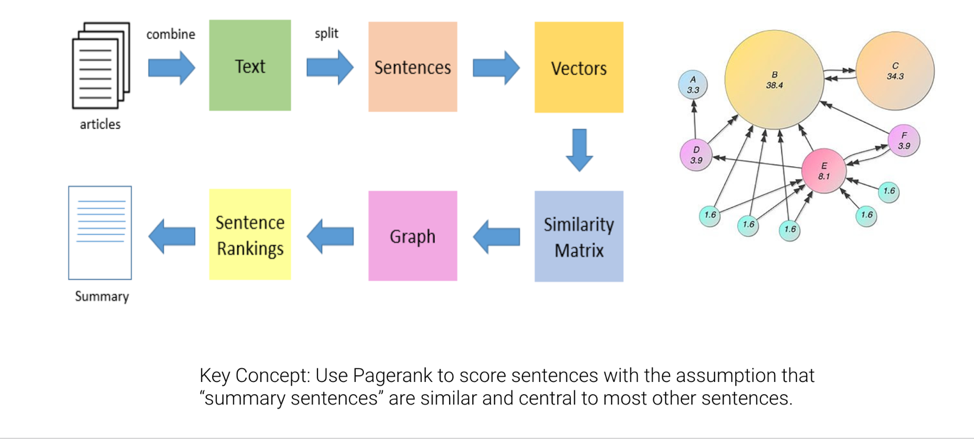 combine
split
Text
Sentences
Vectors
articles
Similarity
Matrix
Graph
Sentence
Rankings
Summary
A
3.3
B
38.4
C
34.3
D
3.9
E
8.1
F
3.9
1.6
1.6
1.6
1.6
1.6
Key Concept: Use Pagerank to score sentences with the assumption that
“summary sentences” are similar and central to most other sentences.